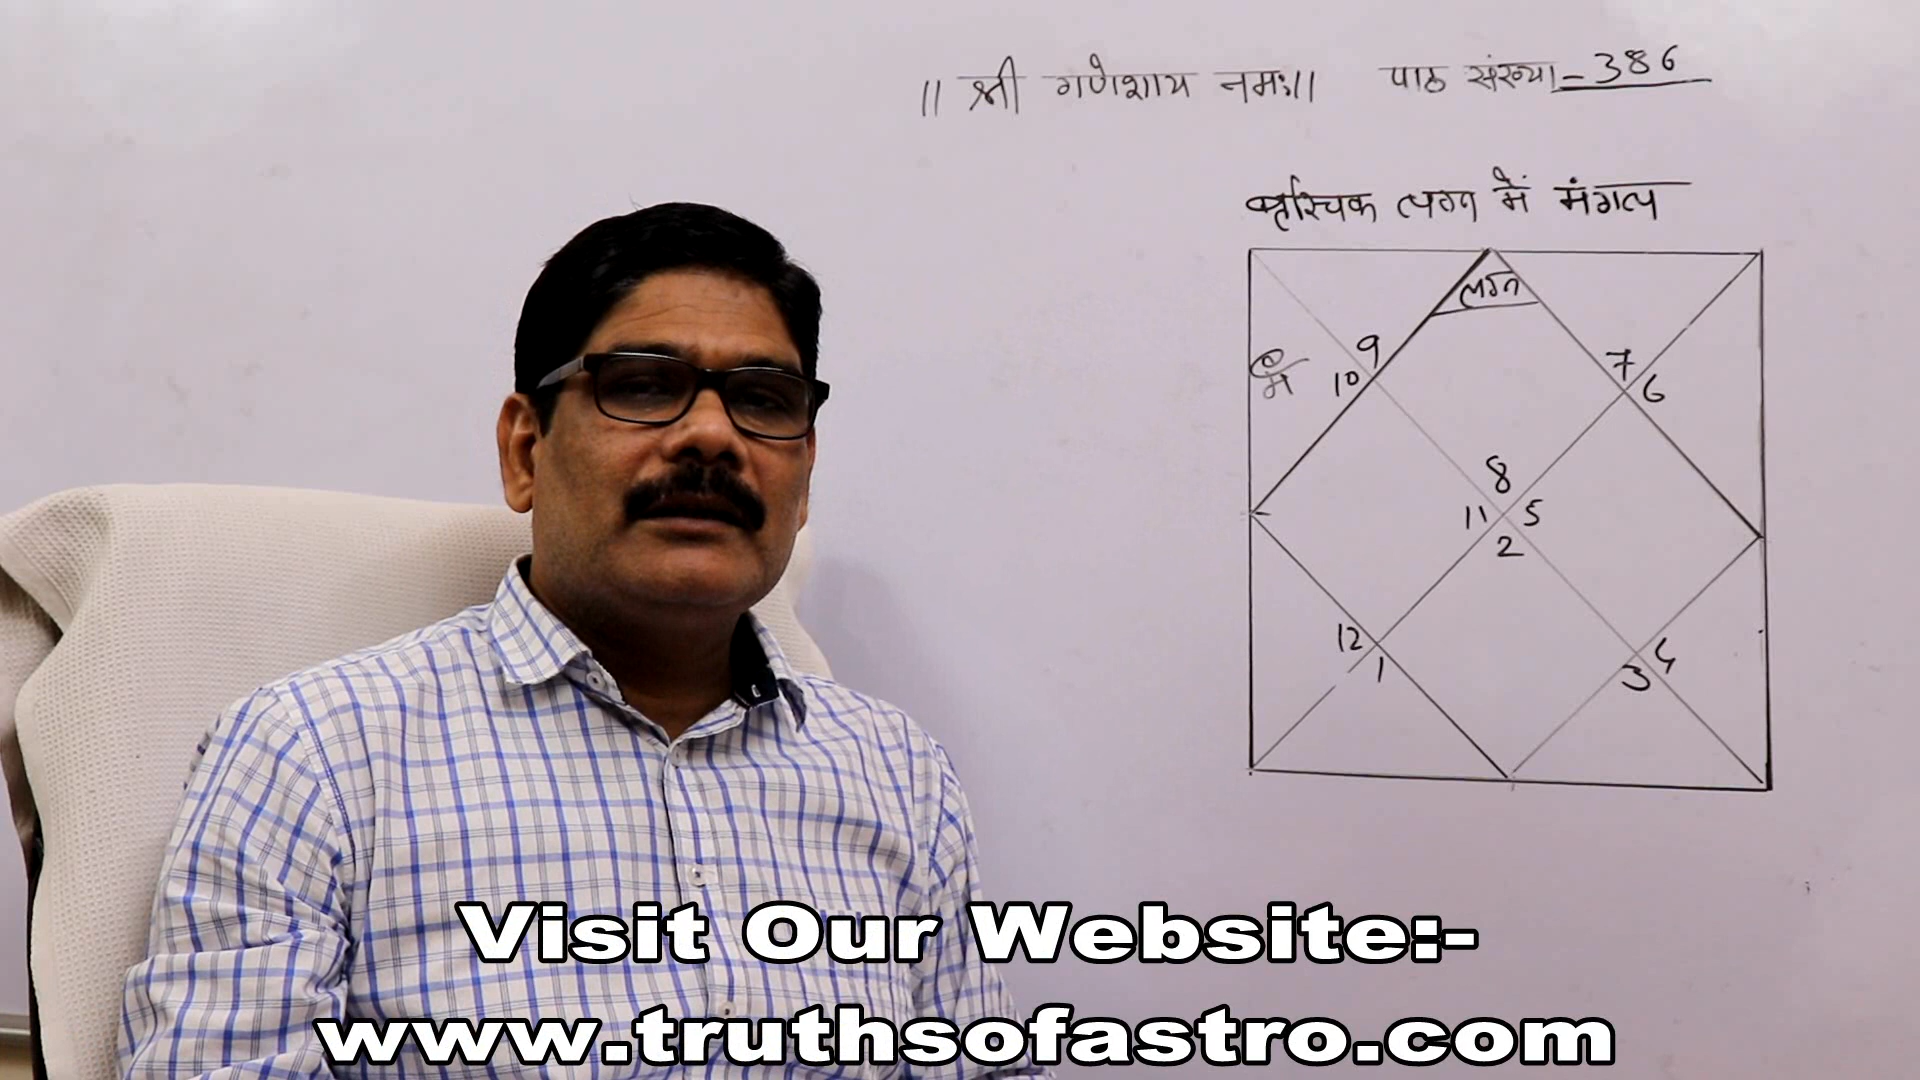 ॥ श्री गणेशाय नमः॥ पाठ संख्या - 386
वृश्चिक लग्न में मंगल
लग्न
मं
9
10
7
6
8
11
5
2
12
1
4
3
Visit Our Website:-
www.truthsofastro.com